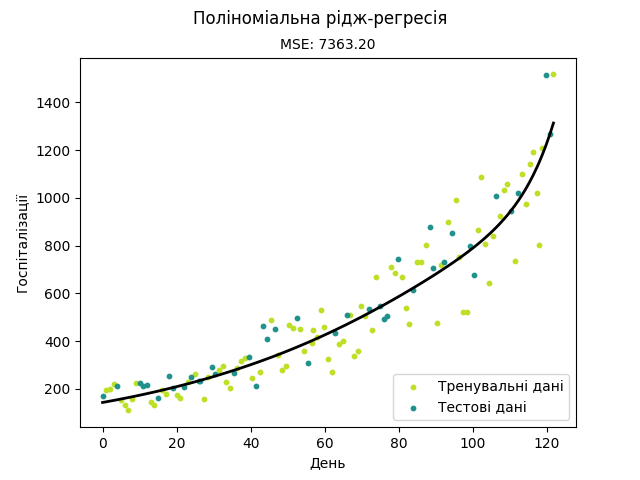 Поліноміальна рідж-регресія
MSE: 7363.20
1400
1200
1000
800
600
400
200
Госпіталізації
0 20 40 60 80 100 120
День
Тренувальні дані
Тестові дані